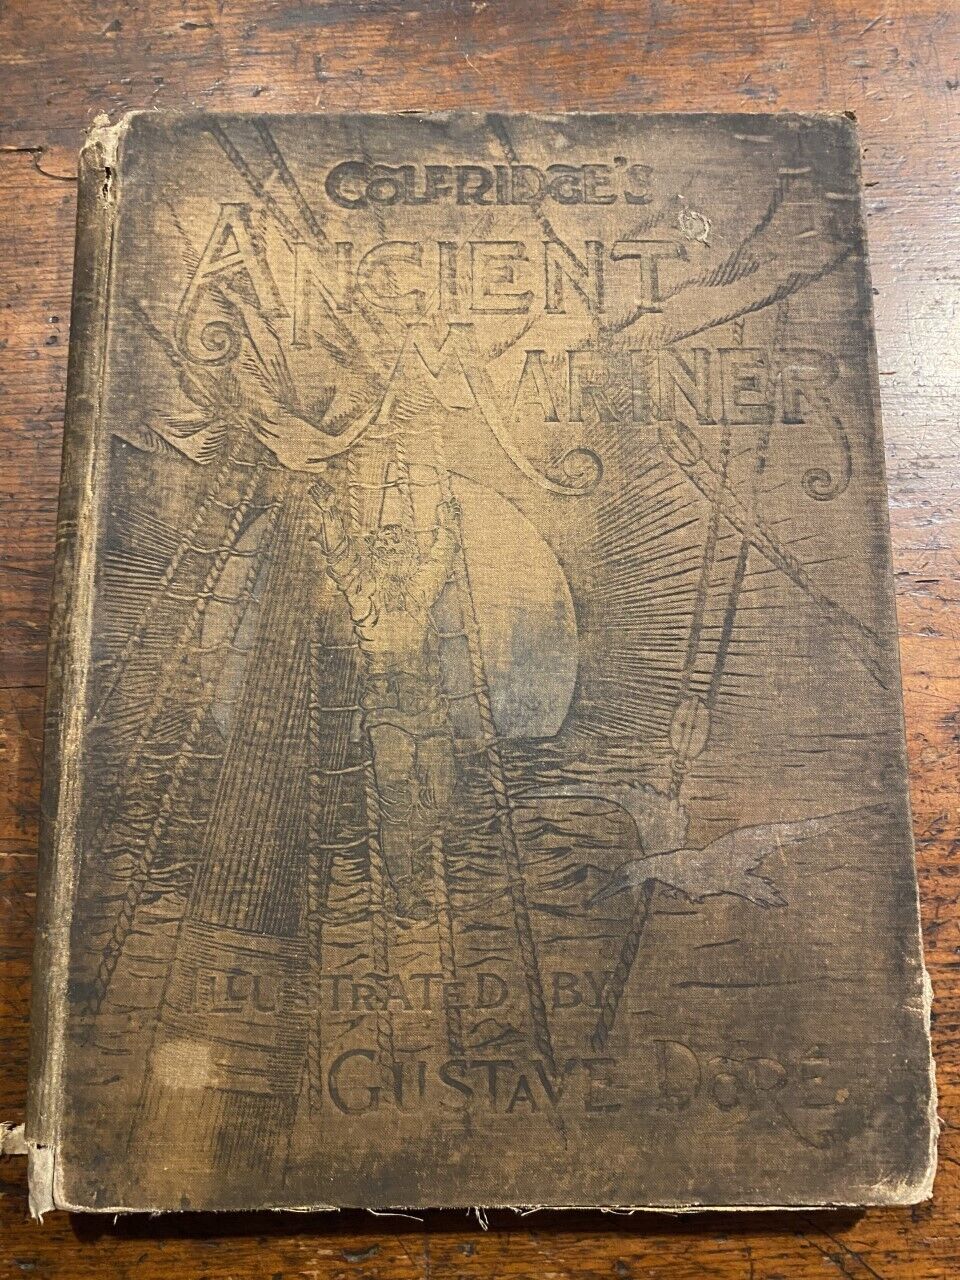 COLERIDGE'S
ANCIENT
MARINER
ILLUSTRATED BY
GUSTAVE DORÉ